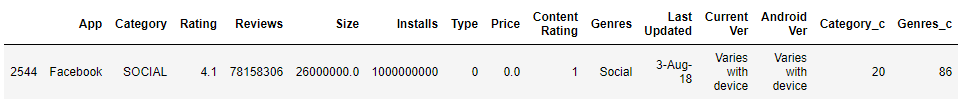 App Category Rating Reviews Size Installs Type Price Content Rating Genres Last Updated Current Ver Android Ver Category_c Genres_c
2544 Facebook SOCIAL 4.1 78158306 26000000.0 1000000000 0 0.0 1 Social 3-Aug-18 Varies with device Varies with device 20 86